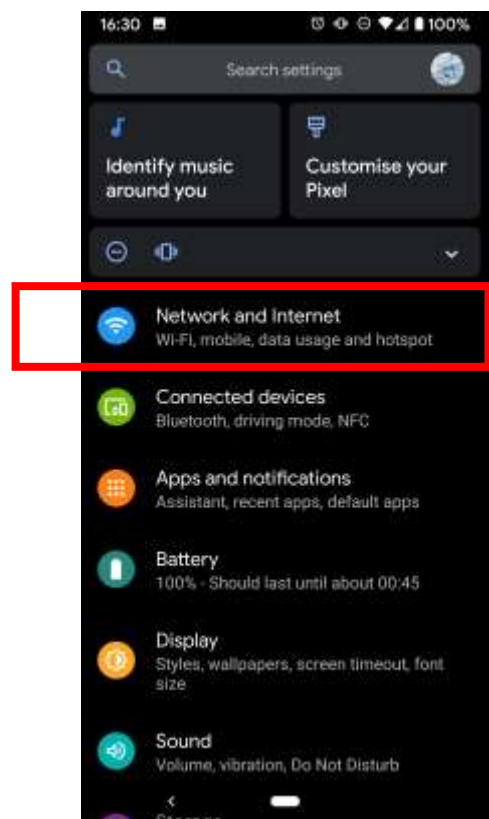 16:30
100%
Search settings
Identify music
around you
Customise your
Pixel
Network and Internet
Wi-Fi, mobile, data usage and hotspot
Connected devices
Bluetooth, driving mode, NFC
Apps and notifications
Assistant, recent apps, default apps
Battery
100% - Should last until about 00:45
Display
Styles, wallpapers, screen timeout, font
size
Sound
Volume, vibration, Do Not Disturb